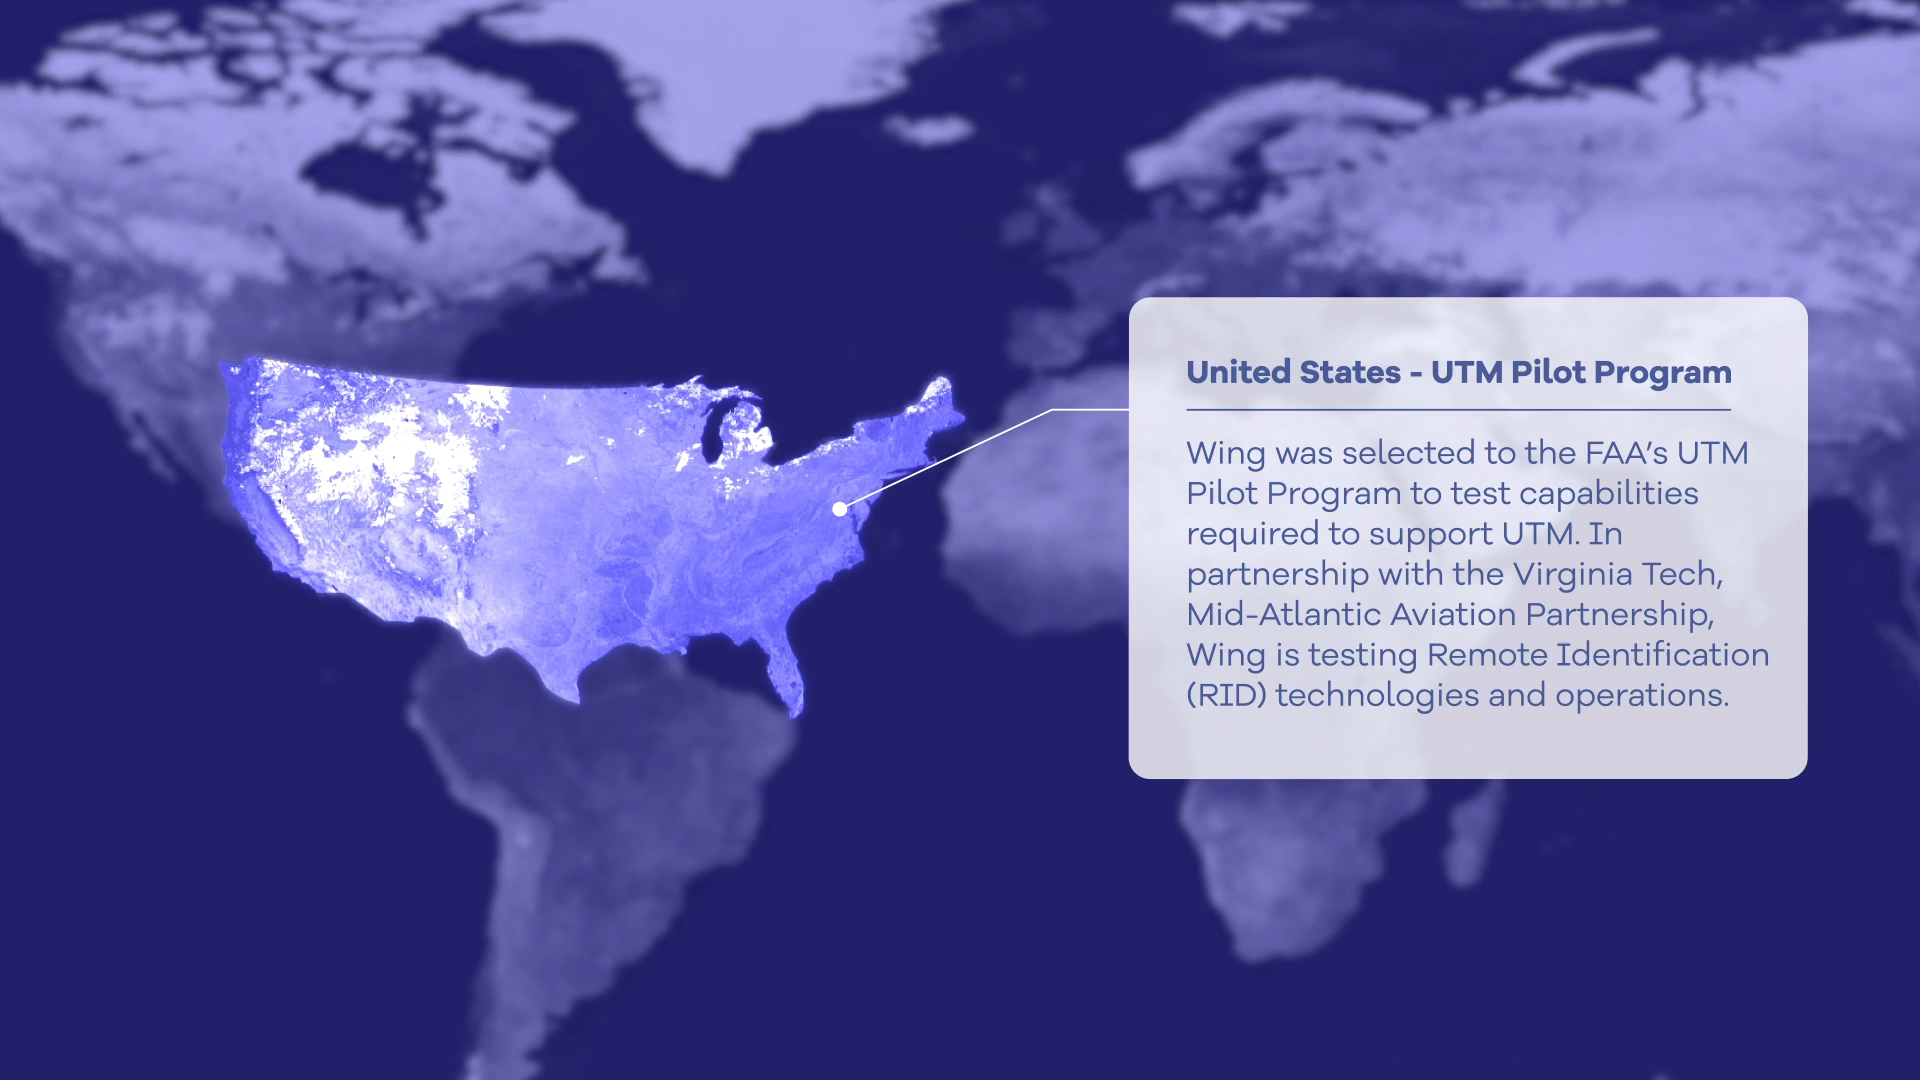 United States - UTM Pilot Program
Wing was selected to the FAA's UTM
Pilot Program to test capabilities
required to support UTM. In
partnership with the Virginia Tech,
Mid-Atlantic Aviation Partnership,
Wing is testing Remote Identification
(RID) technologies and operations.